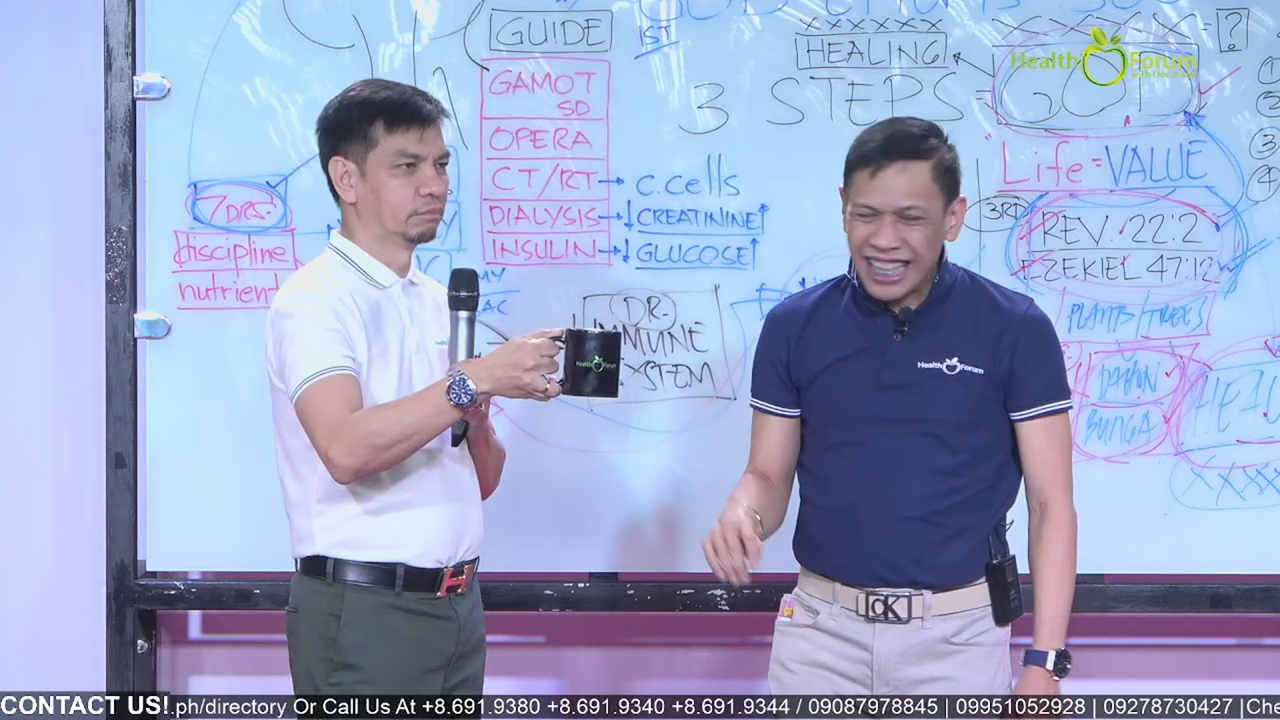 GUIDE
GAMOT
SD
OPERA
CT/RT → C.Cells
DIALYSIS → ↓ CREATININE↑
INSULIN → ↓ GLUCOSE↑
1ST
XXXXXX
HEALING
3 STEPS =
GOD
?
Health Forum
Life = VALUE
3RD
REV. 22:2
EZEKIEL 47:12
PLANTS/TREES
DAHON
BUNGA
7 DRS.
discipline
nutrient
DR.
IMMUNE
SYSTEM
Health Forum
Health Forum
CONTACT US! .ph/directory Or Call Us At +8.691.9380 +8.691.9340 +8.691.9344 / 09087978845 | 09951052928 | 09278730427 |Che